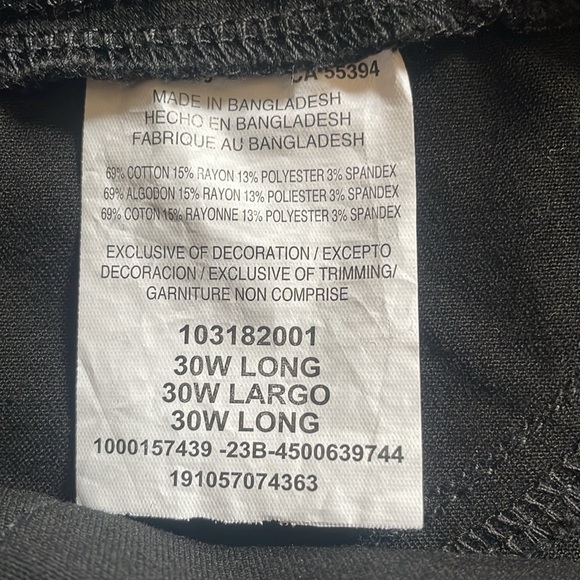 CA 55394
MADE IN BANGLADESH
HECHO EN BANGLADESH
FABRIQUE AU BANGLADESH
69% COTTON 15% RAYON 13% POLYESTER 3% SPANDEX
69% ALGODON 15% RAYON 13% POLIESTER 3% SPANDEX
69% COTON 15% RAYONNE 13% POLYESTER 3% SPANDEX
EXCLUSIVE OF DECORATION / EXCEPTO
DECORACION / EXCLUSIVE OF TRIMMING/
GARNITURE NON COMPRISE
103182001
30W LONG
30W LARGO
30W LONG
1000157439 -23B-4500639744
191057074363